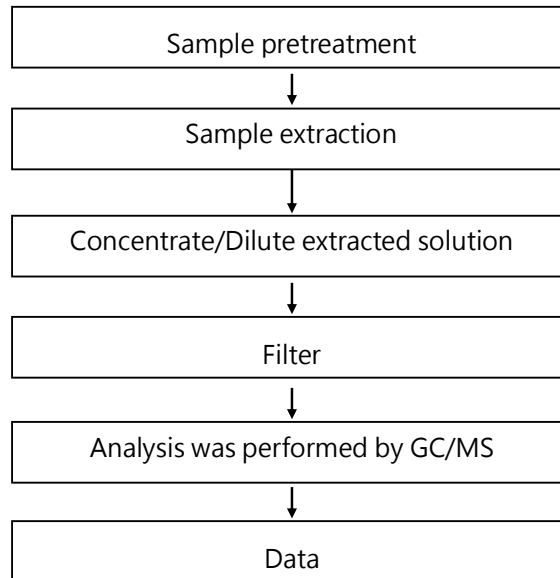 Sample pretreatment
Sample extraction
Concentrate/Dilute extracted solution
Filter
Analysis was performed by GC/MS
Data